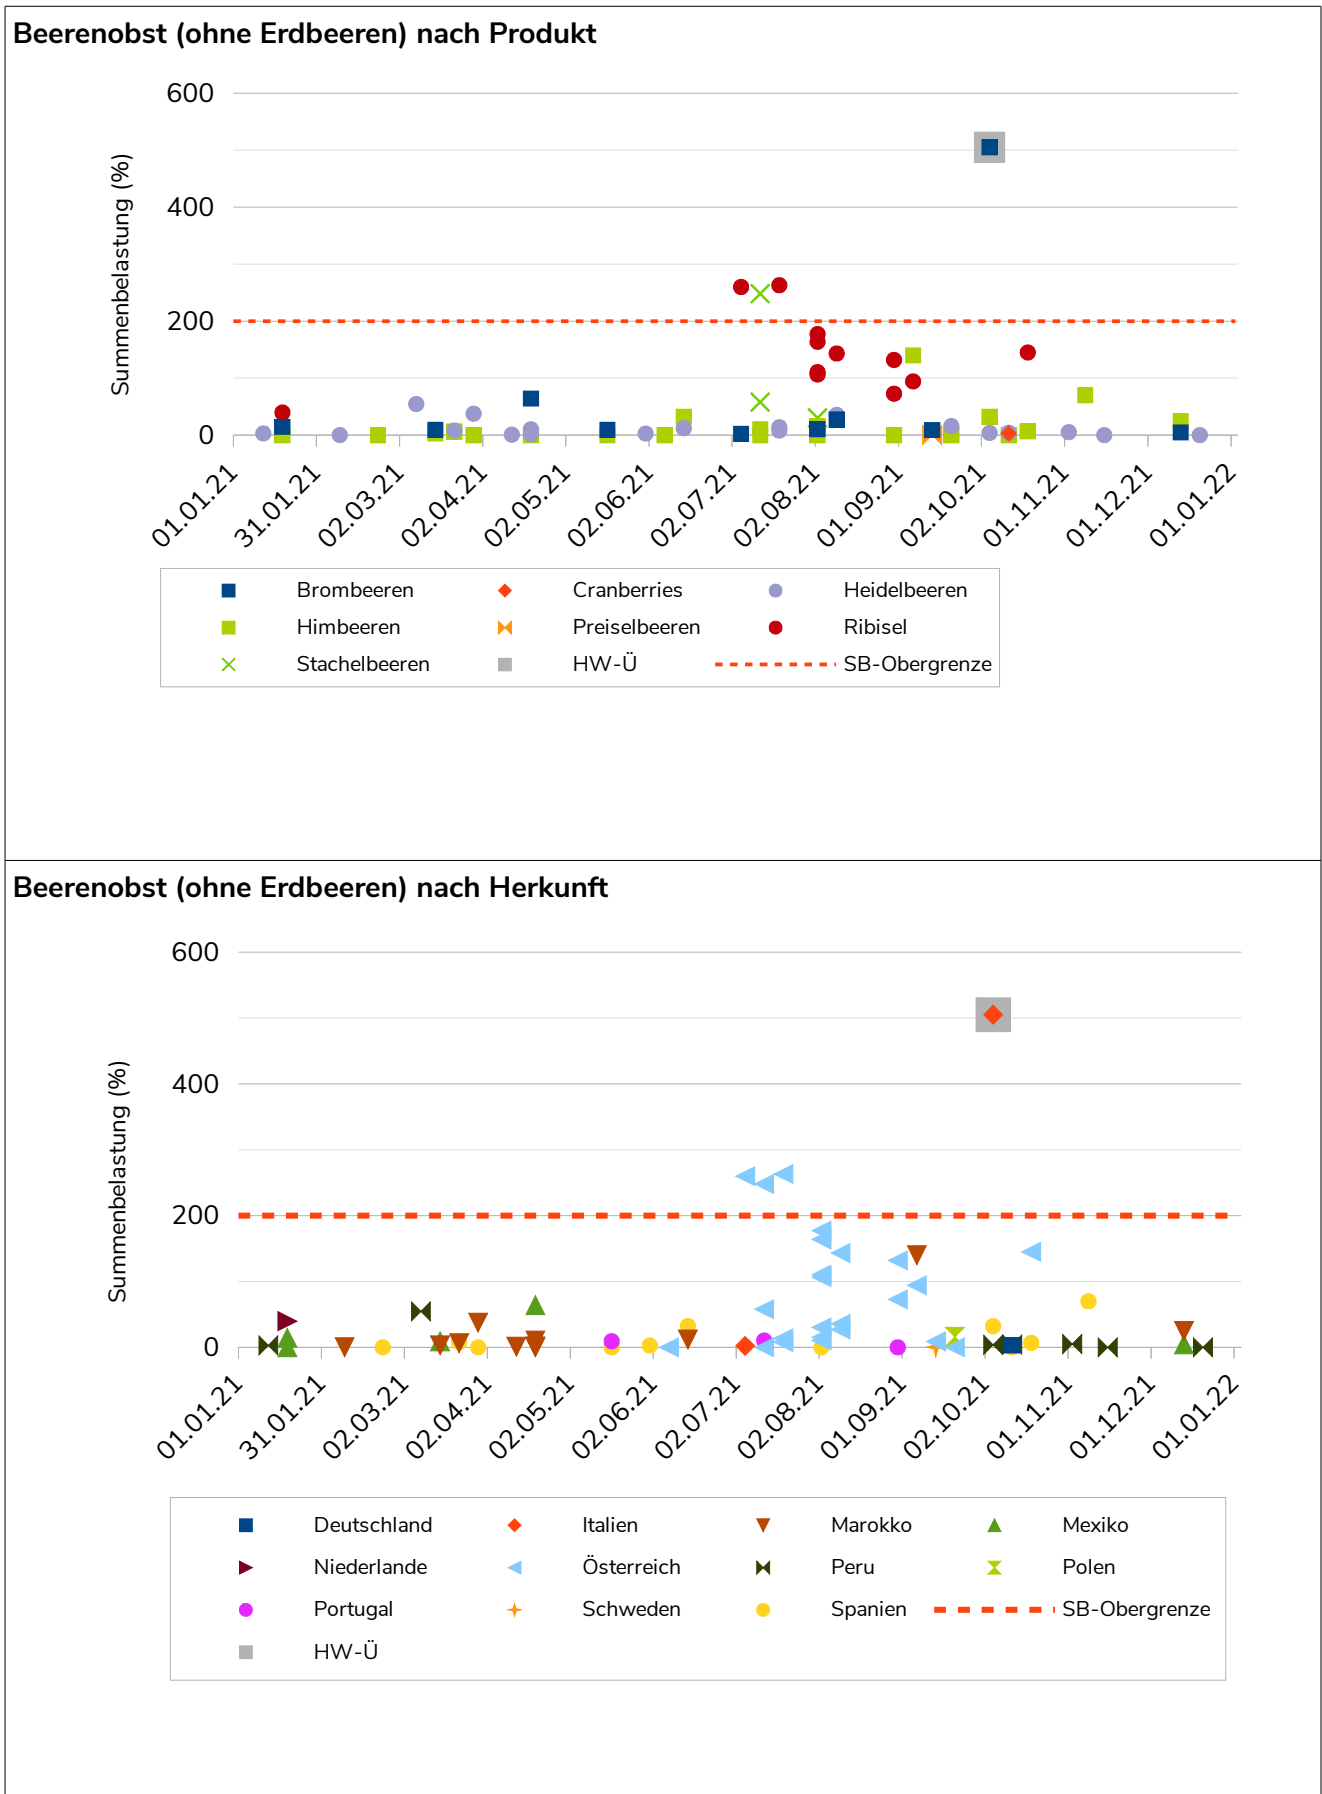 Beerenobst (ohne Erdbeeren) nach Produkt
600
400
200
0
Summenbelastung (%)
01.01.21 31.01.21 02.03.21 02.04.21 02.05.21 02.06.21 02.07.21 02.08.21 01.09.21 02.10.21 01.11.21 01.12.21 01.01.22
Brombeeren Cranberries Heidelbeeren
Himbeeren Preiselbeeren Ribisel
Stachelbeeren HW-Ü SB-Obergrenze
Beerenobst (ohne Erdbeeren) nach Herkunft
600
400
200
0
Summenbelastung (%)
01.01.21 31.01.21 02.03.21 02.04.21 02.05.21 02.06.21 02.07.21 02.08.21 01.09.21 02.10.21 01.11.21 01.12.21 01.01.22
Deutschland Italien Marokko Mexiko
Niederlande Österreich Peru Polen
Portugal Schweden Spanien SB-Obergrenze
HW-Ü